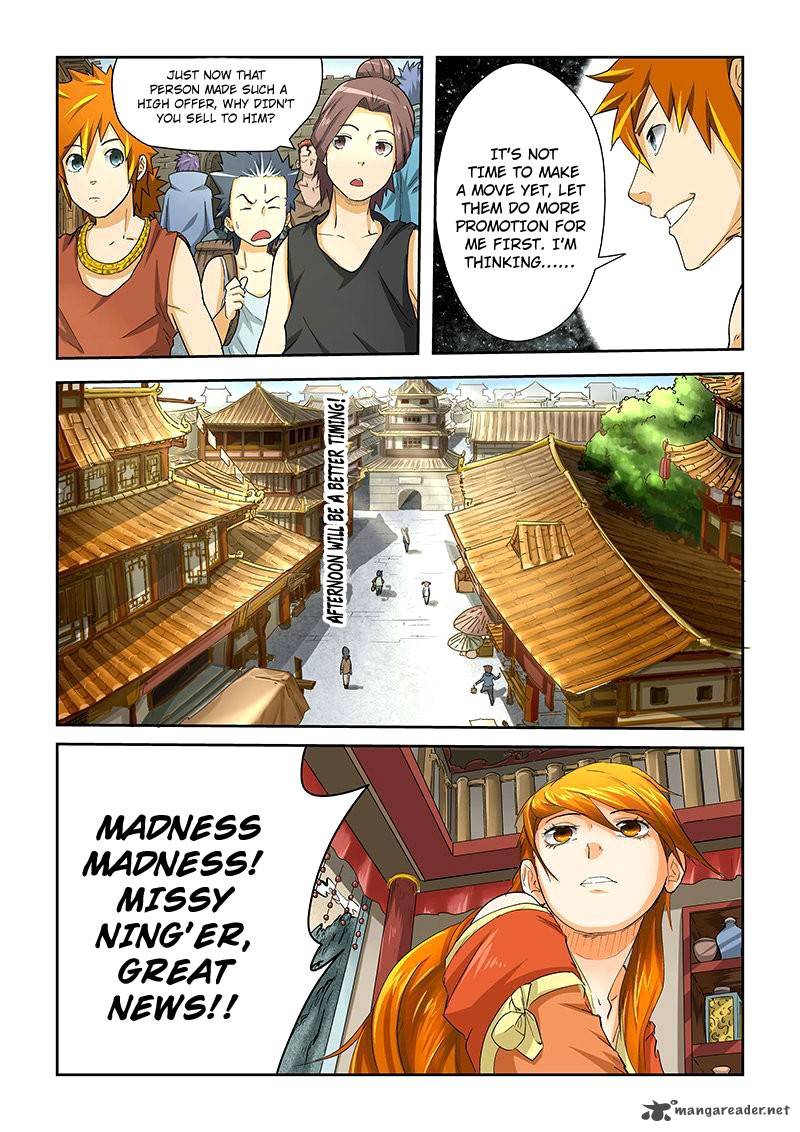 JUST NOW THAT
PERSON MADE SUCH A
HIGH OFFER, WHY DIDN'T
YOU SELL TO HIM?
IT'S NOT
TIME TO MAKE
A MOVE YET, LET
THEM DO MORE
PROMOTION FOR
ME FIRST. I'M
THINKING......
AFTERNOON WILL BE A BETTER TIMING!
MADNESS
MADNESS!
MISSY
NING'ER,
GREAT
NEWS!!
mangareader.net